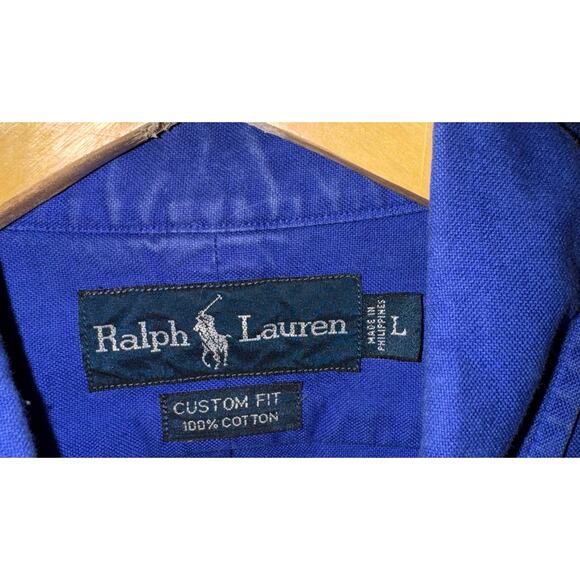 Ralph Lauren
MADE IN
PHILIPPINES
L
CUSTOM FIT
100% COTTON